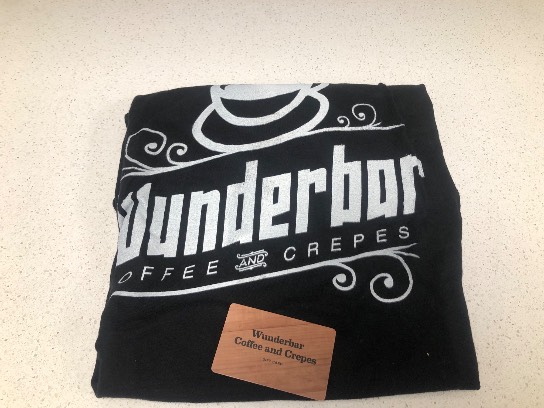 Wunderbar
OFFEE AND CREPES
Wunderbar
Coffee and Crepes